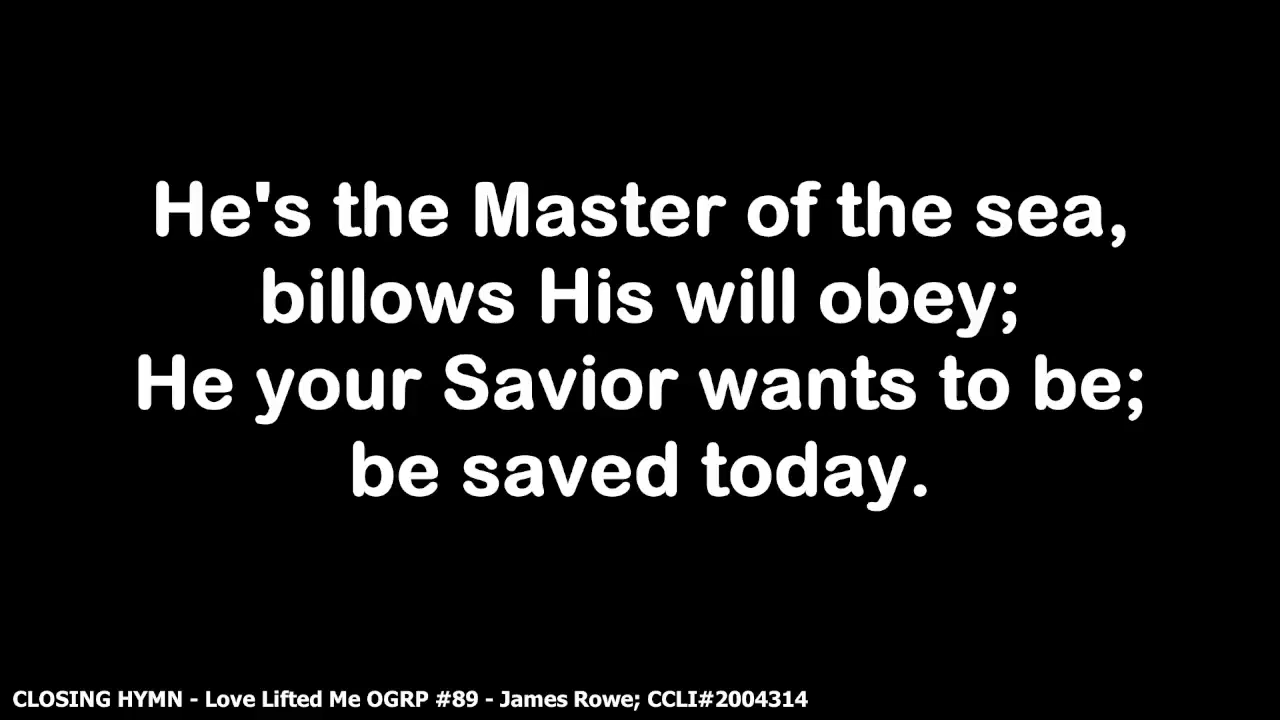 He's the Master of the sea,
billows His will obey;
He your Savior wants to be;
be saved today.
CLOSING HYMN - Love Lifted Me OGRP #89 - James Rowe; CCLI#2004314